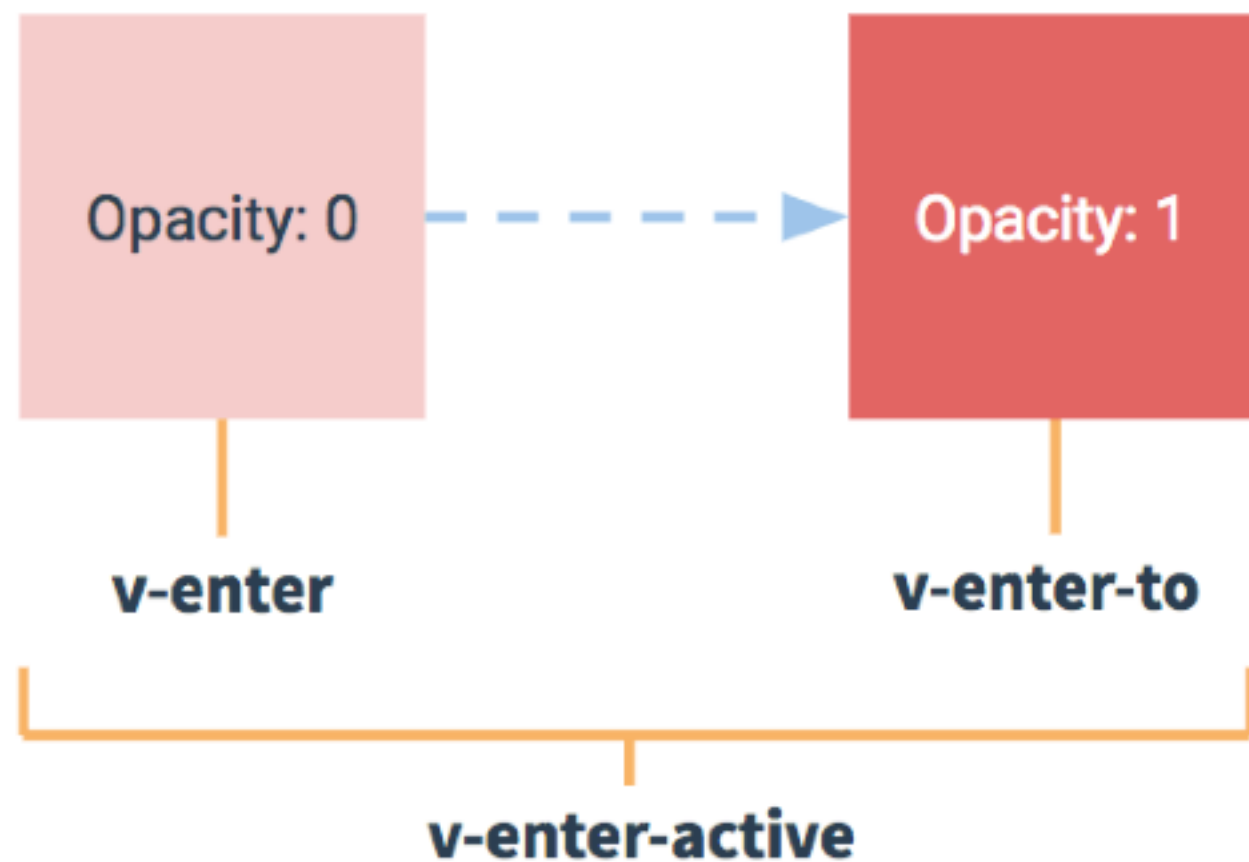 Opacity: 0
Opacity: 1
v-enter
v-enter-to
v-enter-active